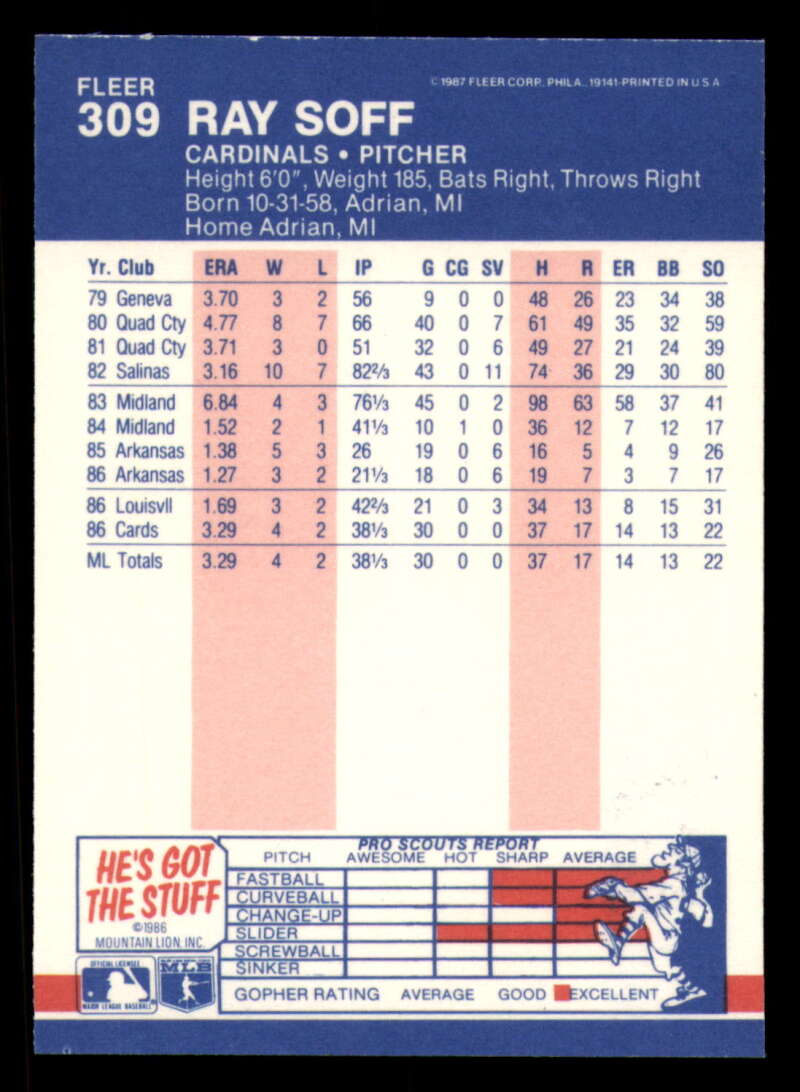 FLEER
© 1987 FLEER CORP. PHILA., 19141-PRINTED IN U S A
309 RAY SOFF
CARDINALS • PITCHER
Height 6'0", Weight 185, Bats Right, Throws Right
Born 10-31-58, Adrian, MI
Home Adrian, MI
Yr. Club ERA W L IP G CG SV H R ER BB SO
79 Geneva 3.70 3 2 56 9 0 0 48 26 23 34 38
80 Quad Cty 4.77 8 7 66 40 0 7 61 49 35 32 59
81 Quad Cty 3.71 3 0 51 32 0 6 49 27 21 24 39
82 Salinas 3.16 10 7 82⅔ 43 0 11 74 36 29 30 80
83 Midland 6.84 4 3 76⅓ 45 0 2 98 63 58 37 41
84 Midland 1.52 2 1 41⅓ 10 1 0 36 12 7 12 17
85 Arkansas 1.38 5 3 26 19 0 6 16 5 4 9 26
86 Arkansas 1.27 3 2 21⅓ 18 0 6 19 7 3 7 17
86 Louisvll 1.69 3 2 42⅔ 21 0 3 34 13 8 15 31
86 Cards 3.29 4 2 38⅓ 30 0 0 37 17 14 13 22
ML Totals 3.29 4 2 38⅓ 30 0 0 37 17 14 13 22
HE'S GOT
THE STUFF
©1986
MOUNTAIN LION, INC.
OFFICIAL LICENSEE
MAJOR LEAGUE BASEBALL
MLB
PRO SCOUTS REPORT
PITCH AWESOME HOT SHARP AVERAGE
FASTBALL
CURVEBALL
CHANGE-UP
SLIDER
SCREWBALL
SINKER
GOPHER RATING AVERAGE GOOD EXCELLENT